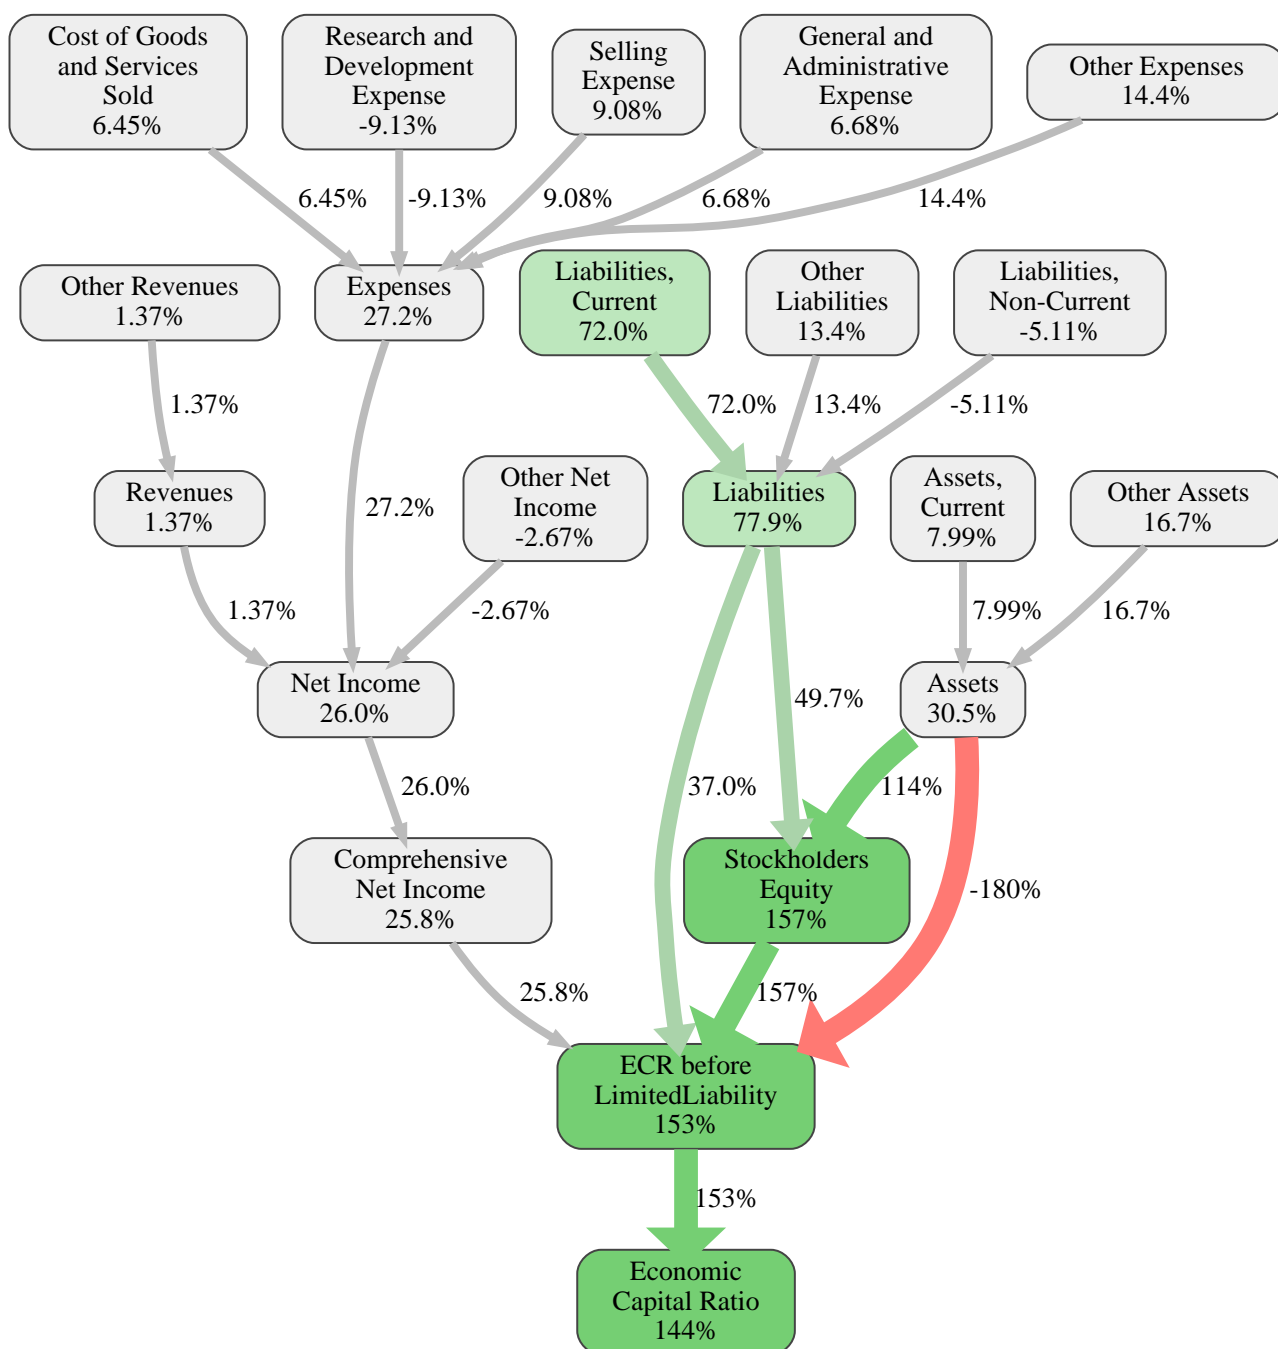 Cost of Goods
and Services
Sold
6.45%
Research and
Development
Expense
-9.13%
Selling
Expense
9.08%
General and
Administrative
Expense
6.68%
Other Expenses
14.4%
6.45%
-9.13%
9.08%
6.68%
14.4%
Other Revenues
1.37%
Expenses
27.2%
Liabilities,
Current
72.0%
Other
Liabilities
13.4%
Liabilities,
Non-Current
-5.11%
1.37%
72.0%
13.4%
-5.11%
Revenues
1.37%
27.2%
Other Net
Income
-2.67%
Liabilities
77.9%
Assets,
Current
7.99%
Other Assets
16.7%
1.37%
-2.67%
7.99%
16.7%
Net Income
26.0%
49.7%
Assets
30.5%
26.0%
37.0%
114%
Comprehensive
Net Income
25.8%
Stockholders
Equity
157%
-180%
25.8%
157%
ECR before
LimitedLiability
153%
153%
Economic
Capital Ratio
144%